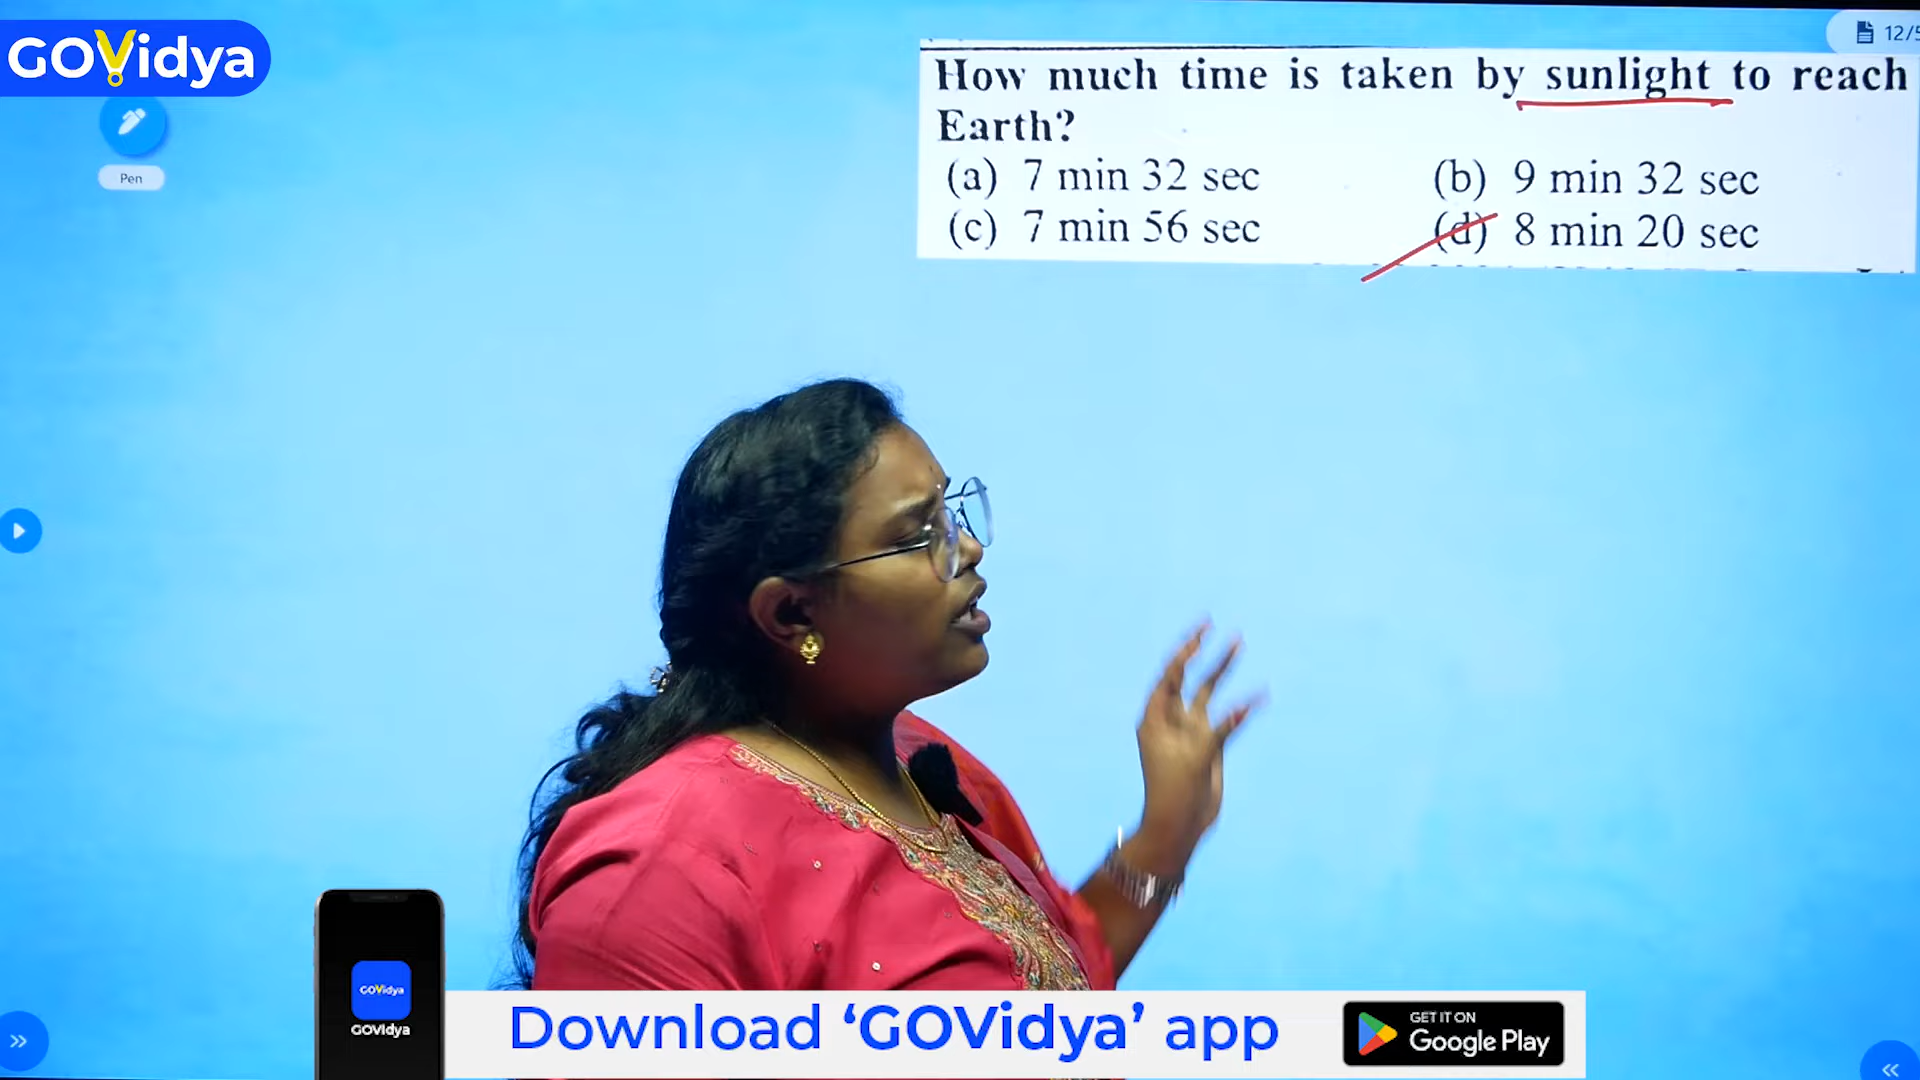 GOVidya
12/5
Pen
How much time is taken by sunlight to reach
Earth?
(a) 7 min 32 sec (b) 9 min 32 sec
(c) 7 min 56 sec (d) 8 min 20 sec
GOVidya
GOVidya
Download ‘GOVidya’ app
GET IT ON
Google Play